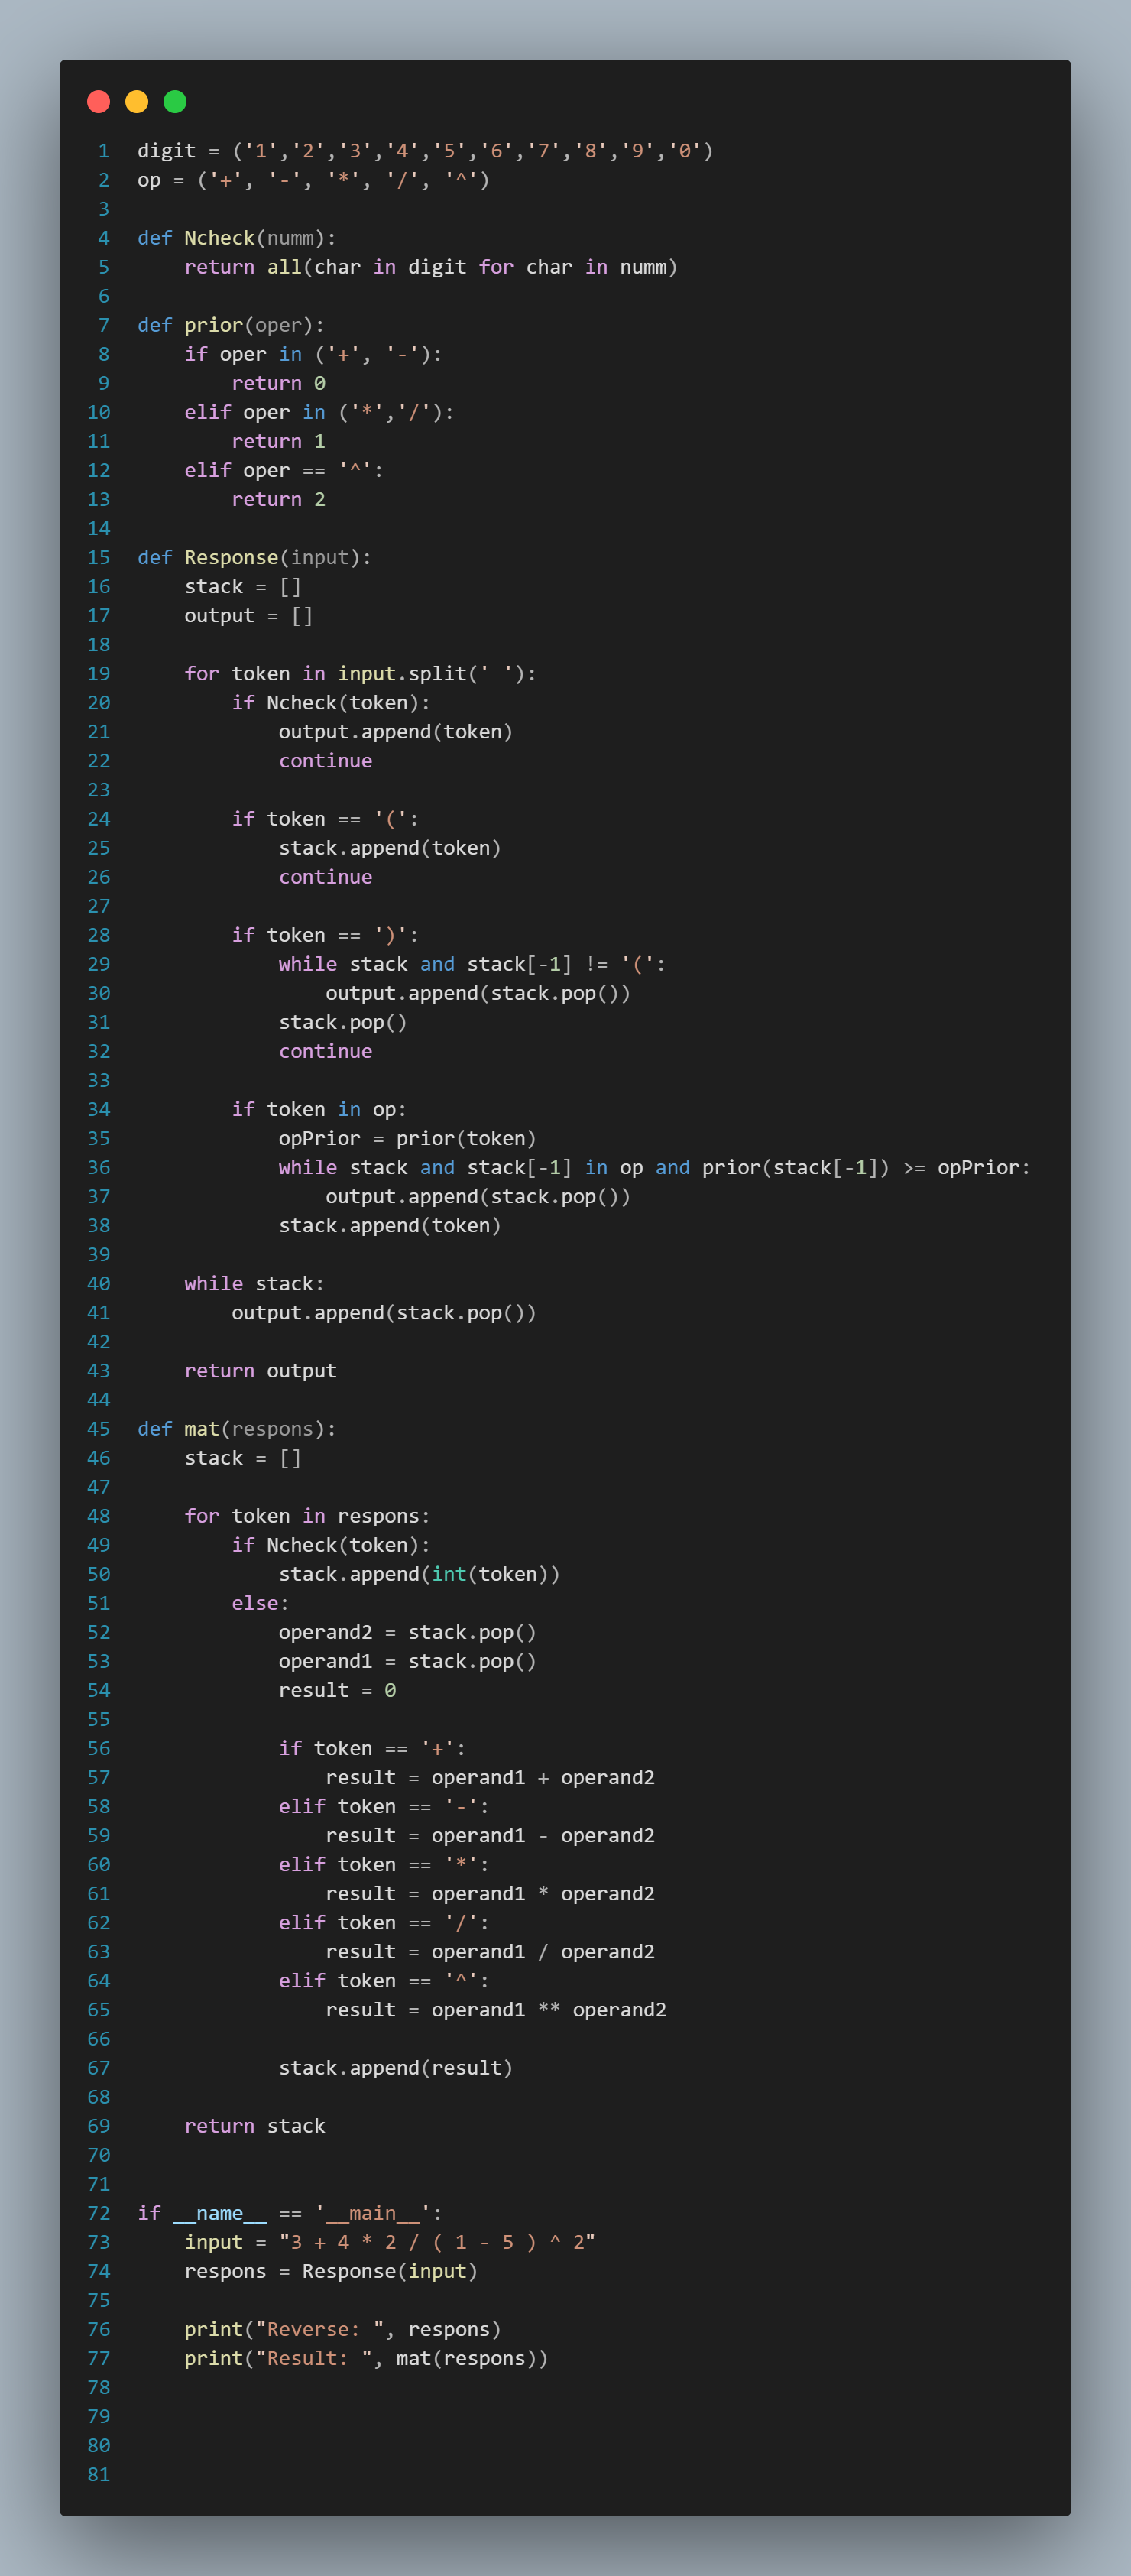 1 digit = ('1','2','3','4','5','6','7','8','9','0')
2 op = ('+', '-', '*', '/', '^')
3
4 def Ncheck(numm):
5     return all(char in digit for char in numm)
6
7 def prior(oper):
8     if oper in ('+', '-'):
9         return 0
10     elif oper in ('*','/'):
11         return 1
12     elif oper == '^':
13         return 2
14
15 def Response(input):
16     stack = []
17     output = []
18
19     for token in input.split(' '):
20         if Ncheck(token):
21             output.append(token)
22             continue
23
24         if token == '(':
25             stack.append(token)
26             continue
27
28         if token == ')':
29             while stack and stack[-1] != '(':
30                 output.append(stack.pop())
31             stack.pop()
32             continue
33
34         if token in op:
35             opPrior = prior(token)
36             while stack and stack[-1] in op and prior(stack[-1]) >= opPrior:
37                 output.append(stack.pop())
38             stack.append(token)
39
40     while stack:
41         output.append(stack.pop())
42
43     return output
44
45 def mat(respons):
46     stack = []
47
48     for token in respons:
49         if Ncheck(token):
50             stack.append(int(token))
51         else:
52             operand2 = stack.pop()
53             operand1 = stack.pop()
54             result = 0
55
56             if token == '+':
57                 result = operand1 + operand2
58             elif token == '-':
59                 result = operand1 - operand2
60             elif token == '*':
61                 result = operand1 * operand2
62             elif token == '/':
63                 result = operand1 / operand2
64             elif token == '^':
65                 result = operand1 ** operand2
66
67             stack.append(result)
68
69     return stack
70
71
72 if __name__ == '__main__':
73     input = "3 + 4 * 2 / ( 1 - 5 ) ^ 2"
74     respons = Response(input)
75
76     print("Reverse: ", respons)
77     print("Result: ", mat(respons))
78
79
80
81